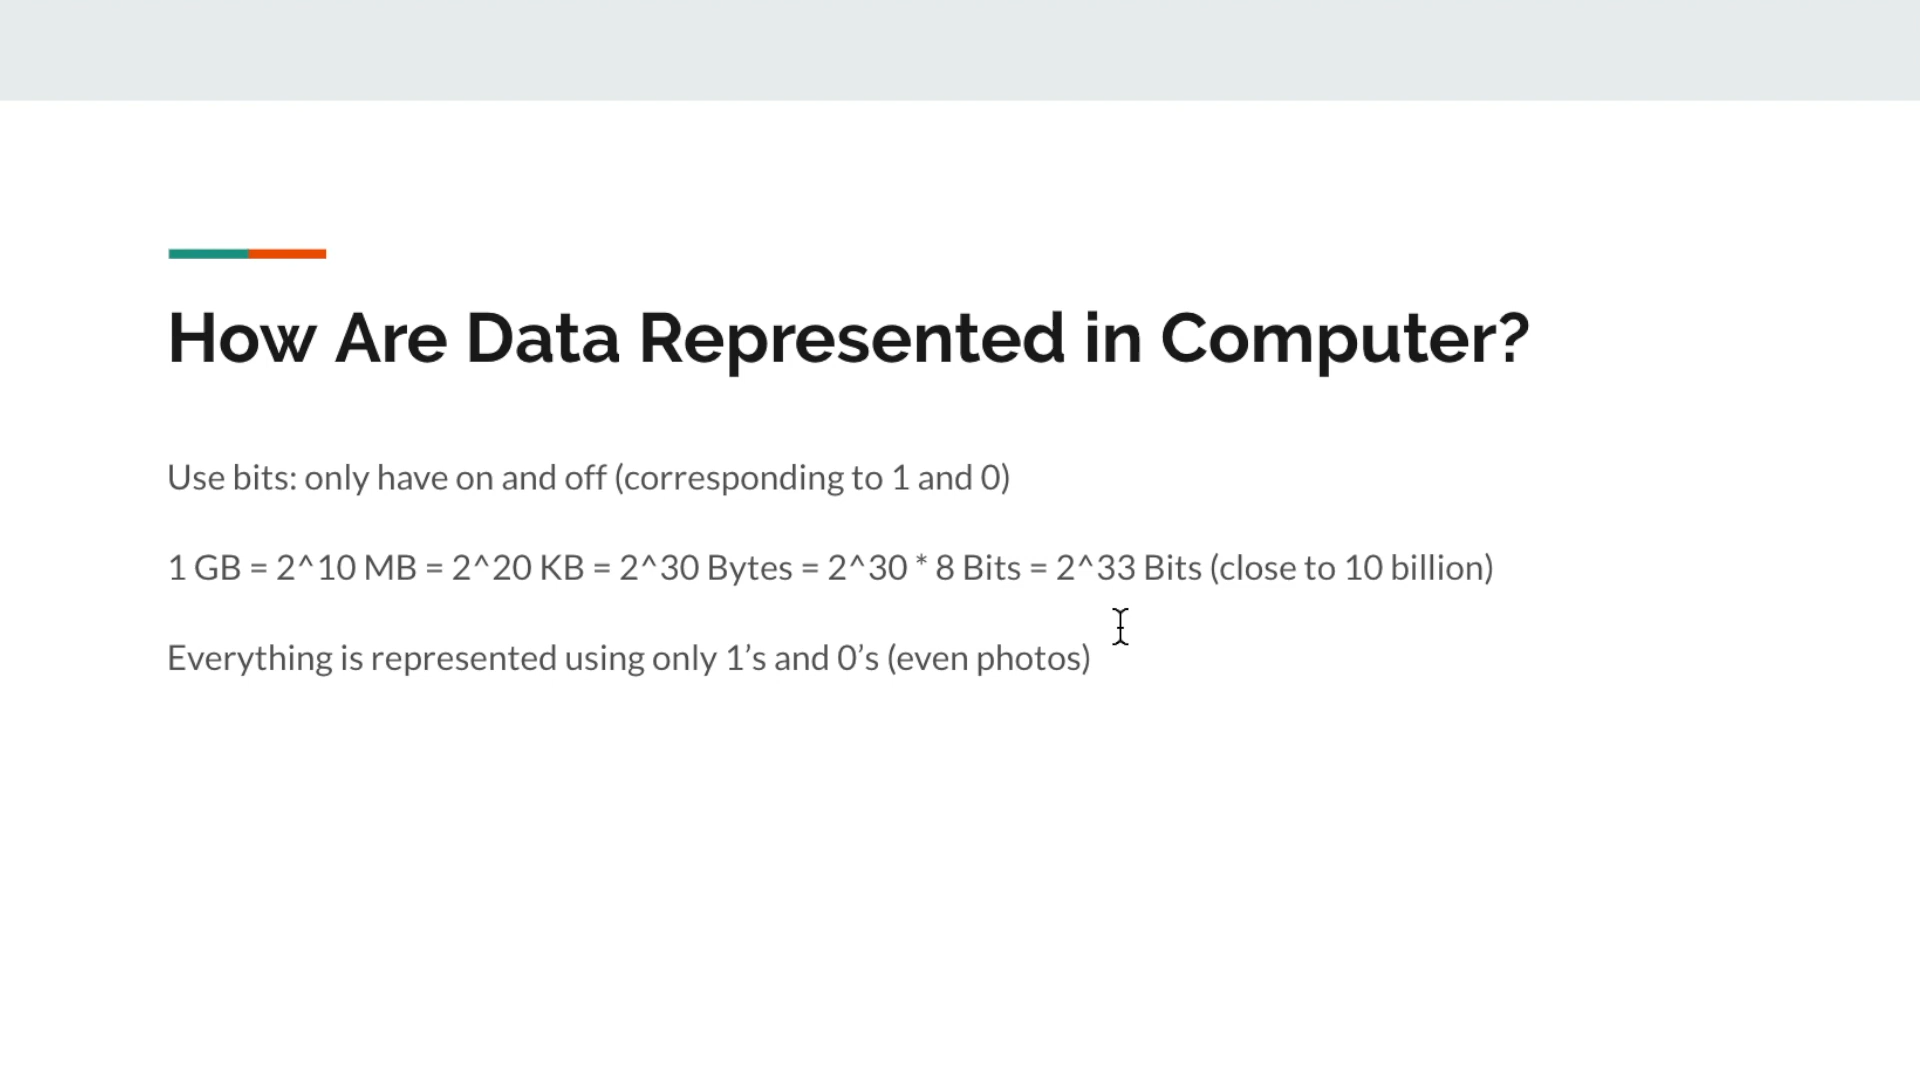 How Are Data Represented in Computer?
Use bits: only have on and off (corresponding to 1 and 0)
1 GB = 2^10 MB = 2^20 KB = 2^30 Bytes = 2^30 * 8 Bits = 2^33 Bits (close to 10 billion)
Everything is represented using only 1’s and 0’s (even photos)